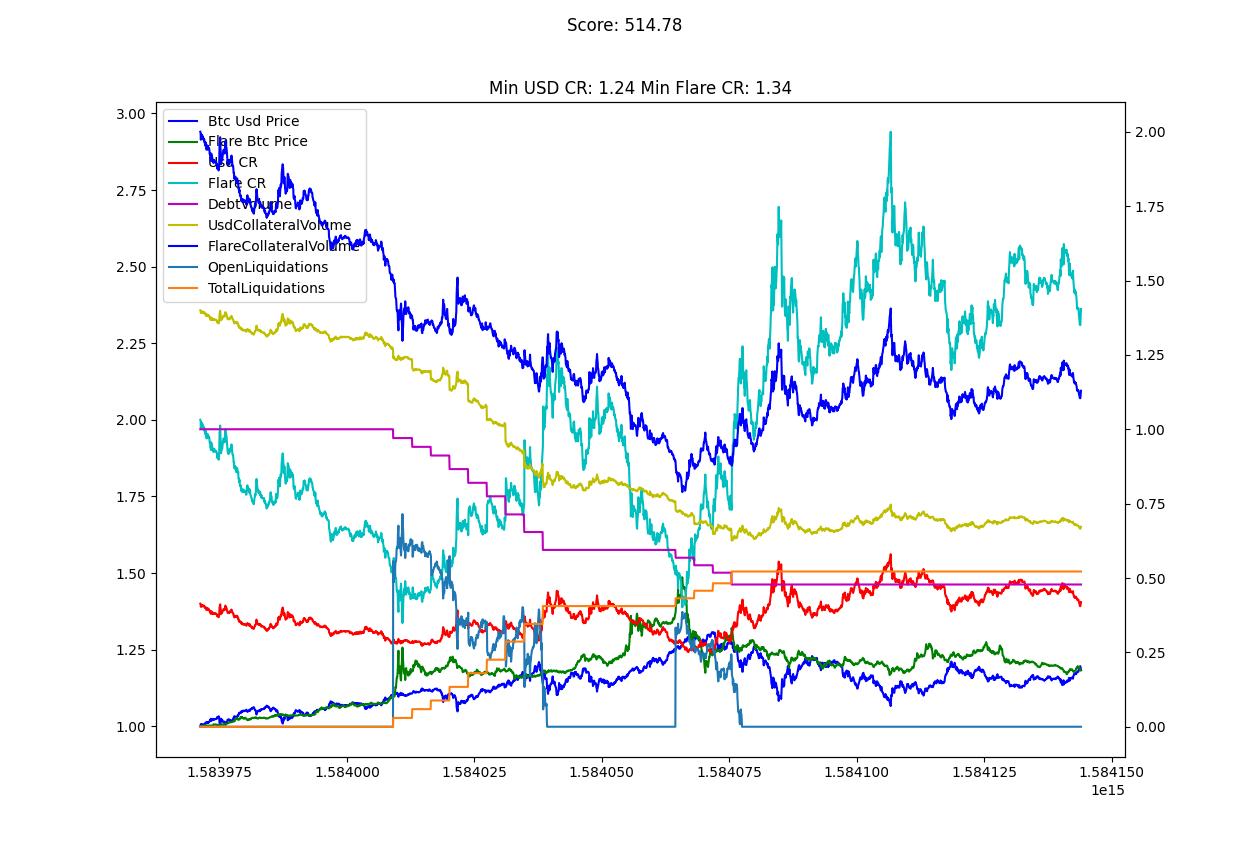 Score: 514.78
Min USD CR: 1.24 Min Flare CR: 1.34
Btc Usd Price
Flare Btc Price
Usd CR
Flare CR
DebtVolume
UsdCollateralVolume
FlareCollateralVolume
OpenLiquidations
TotalLiquidations
3.00
2.75
2.50
2.25
2.00
1.75
1.50
1.25
1.00
2.00
1.75
1.50
1.25
1.00
0.75
0.50
0.25
0.00
1.583975 1.584000 1.584025 1.584050 1.584075 1.584100 1.584125 1.584150
1e15